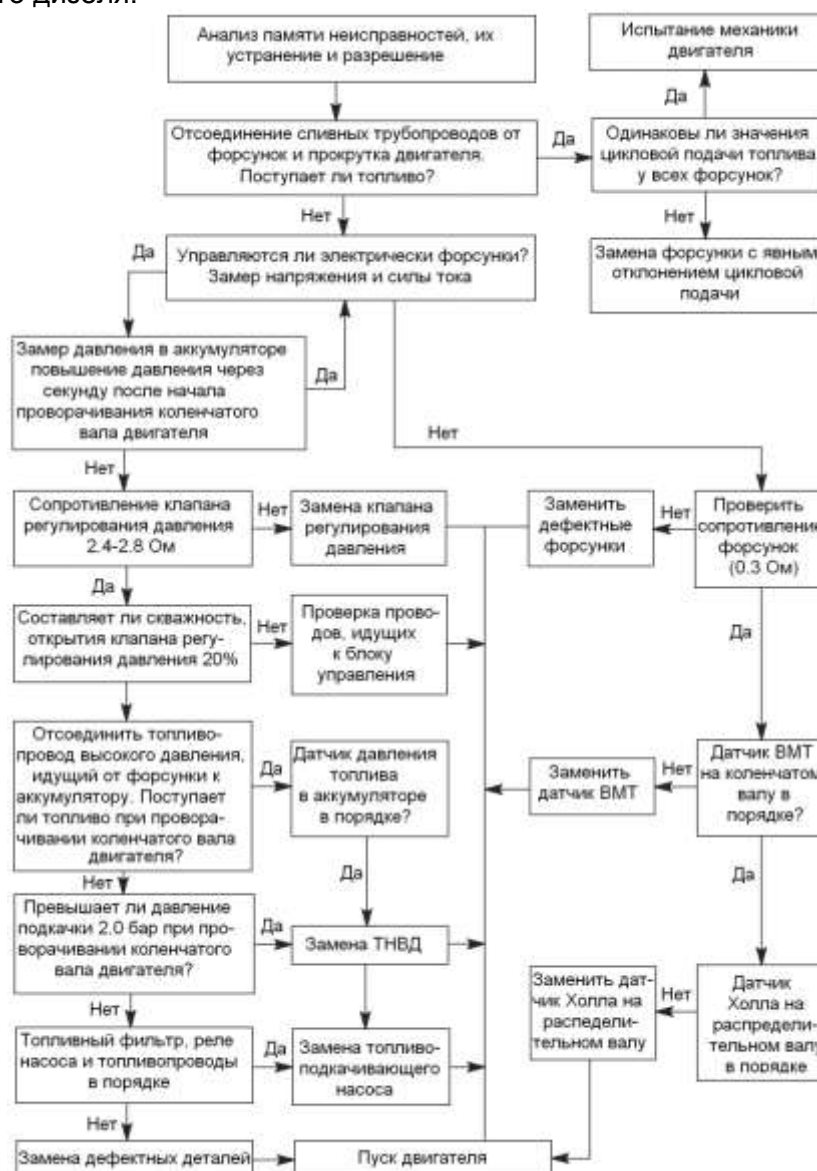 Анализ памяти неисправностей, их
устранение и разрешение
Испытание механики
двигателя
Да
Отсоединение сливных трубопроводов от
форсунок и прокрутка двигателя.
Поступает ли топливо?
Да
Одинаковы ли значения
цикловой подачи топлива
у всех форсунок?
Нет
Нет
Да
Управляются ли электрически форсунки?
Замер напряжения и силы тока
Замена форсунки с явным
отклонением цикловой
подачи
Замер давления в аккумуляторе
повышение давления через
секунду после начала
проворачивания коленчатого
вала двигателя
Да
Нет
Нет
Сопротивление клапана
регулирования давления
2.4-2.8 Ом
Нет
Замена клапана
регулирования
давления
Заменить
дефектные
форсунки
Нет
Проверить
сопротивление
форсунок
(0.3 Ом)
Да
Составляет ли скважность,
открытия клапана регу-
лирования давления 20%
Нет
Проверка прово-
дов, идущих
к блоку
управления
Да
Отсоединить топливо-
провод высокого давления,
идущий от форсунки к
аккумулятору. Поступает
ли топливо при провора-
чивании коленчатого вала
двигателя?
Да
Датчик давления
топлива
в аккумуляторе
в порядке?
Заменить
датчик ВМТ
Нет
Датчик ВМТ
на коленчатом
валу в
порядке?
Нет
Да
Да
Превышает ли давление
подкачки 2.0 бар при про-
ворачивании коленчатого
вала двигателя?
Да
Замена ТНВД
Заменить дат-
чик Холла на
распедели-
тельном валу
Нет
Датчик
Холла на
распредели-
тельном валу
в порядке
Нет
Топливный фильтр, реле
насоса и топливопроводы
в порядке
Да
Замена топливо-
подкачивающего
насоса
Нет
Замена дефектных деталей
Пуск двигателя